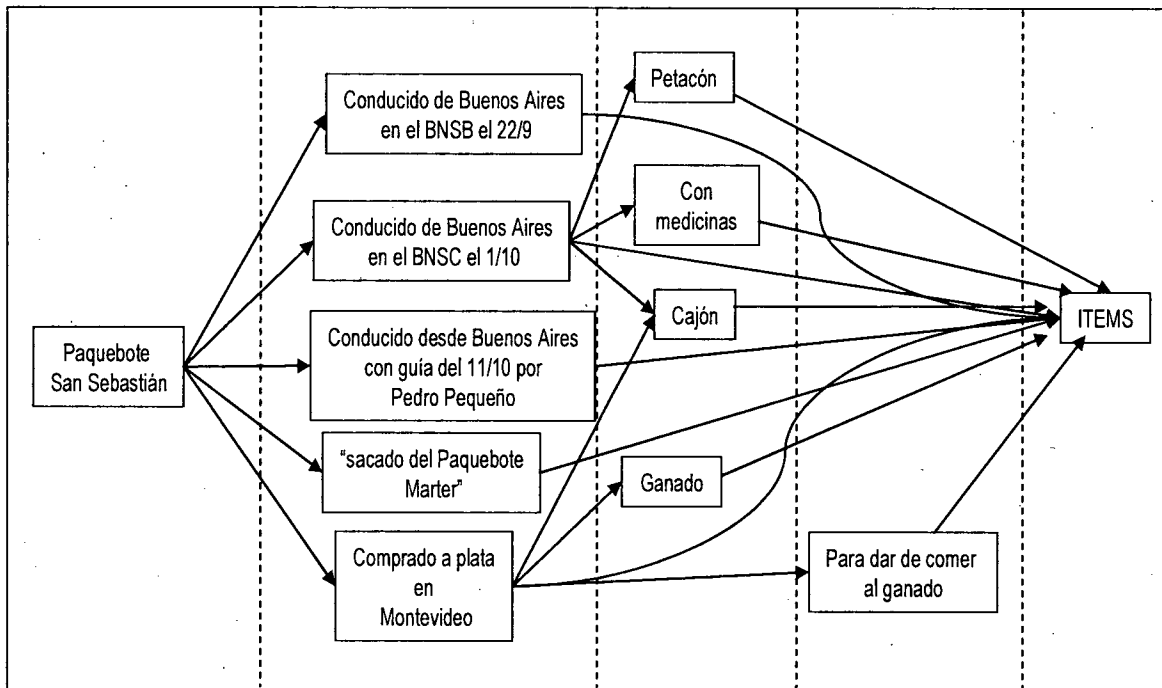 Paquebote
San Sebastián
Conducido de Buenos Aires
en el BNSB el 22/9
Conducido de Buenos Aires
en el BNSC el 1/10
Conducido desde Buenos Aires
con guía del 11/10 por
Pedro Pequeño
“sacado del Paquebote
Marter”
Comprado a plata
en
Montevideo
Petacón
Con
medicinas
Cajón
Ganado
Para dar de comer
al ganado
ITEMS